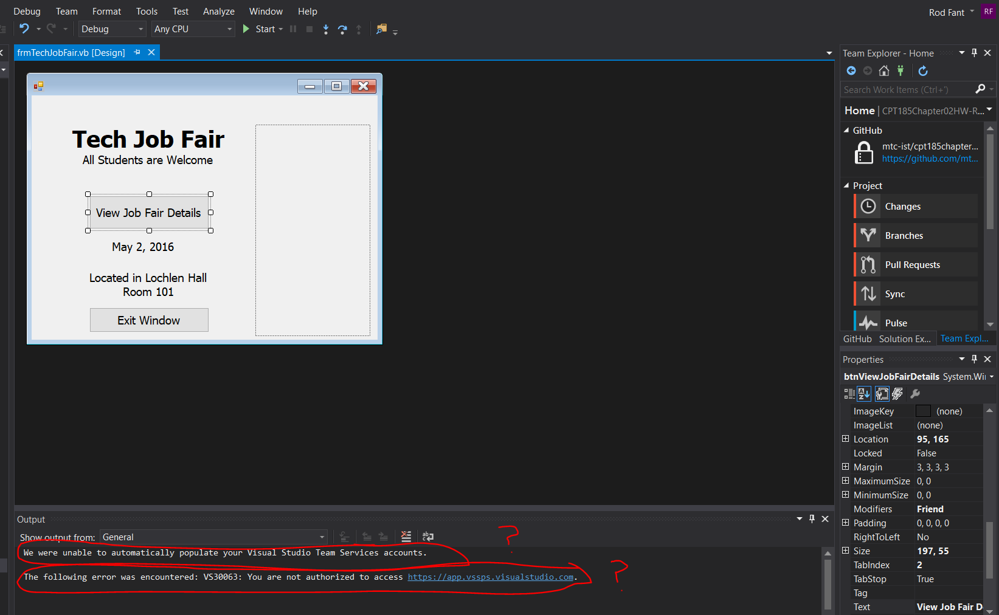 Debug Team Format Tools Test Analyze Window Help
Rod Fant RF
Debug Any CPU Start
frmTechJobFair.vb [Design]
Tech Job Fair
All Students are Welcome
View Job Fair Details
May 2, 2016
Located in Lochlen Hall
Room 101
Exit Window
Team Explorer - Home
Search Work Items (Ctrl+')
Home | CPT185Chapter02HW-R...
GitHub
mtc-ist/cpt185chapter...
https://github.com/mt...
Project
Changes
Branches
Pull Requests
Sync
Pulse
GitHub Solution Ex... Team Expl...
Properties
btnViewJobFairDetails System.Wi
ImageKey (none)
ImageList (none)
Location 95, 165
Locked False
Margin 3, 3, 3, 3
MaximumSize 0, 0
MinimumSize 0, 0
Modifiers Friend
Padding 0, 0, 0, 0
RightToLeft No
Size 197, 55
TabIndex 2
TabStop True
Tag
Text View Job Fair D
Output
Show output from: General
We were unable to automatically populate your Visual Studio Team Services accounts.
?
The following error was encountered: VS30063: You are not authorized to access https://app.vssps.visualstudio.com.
?